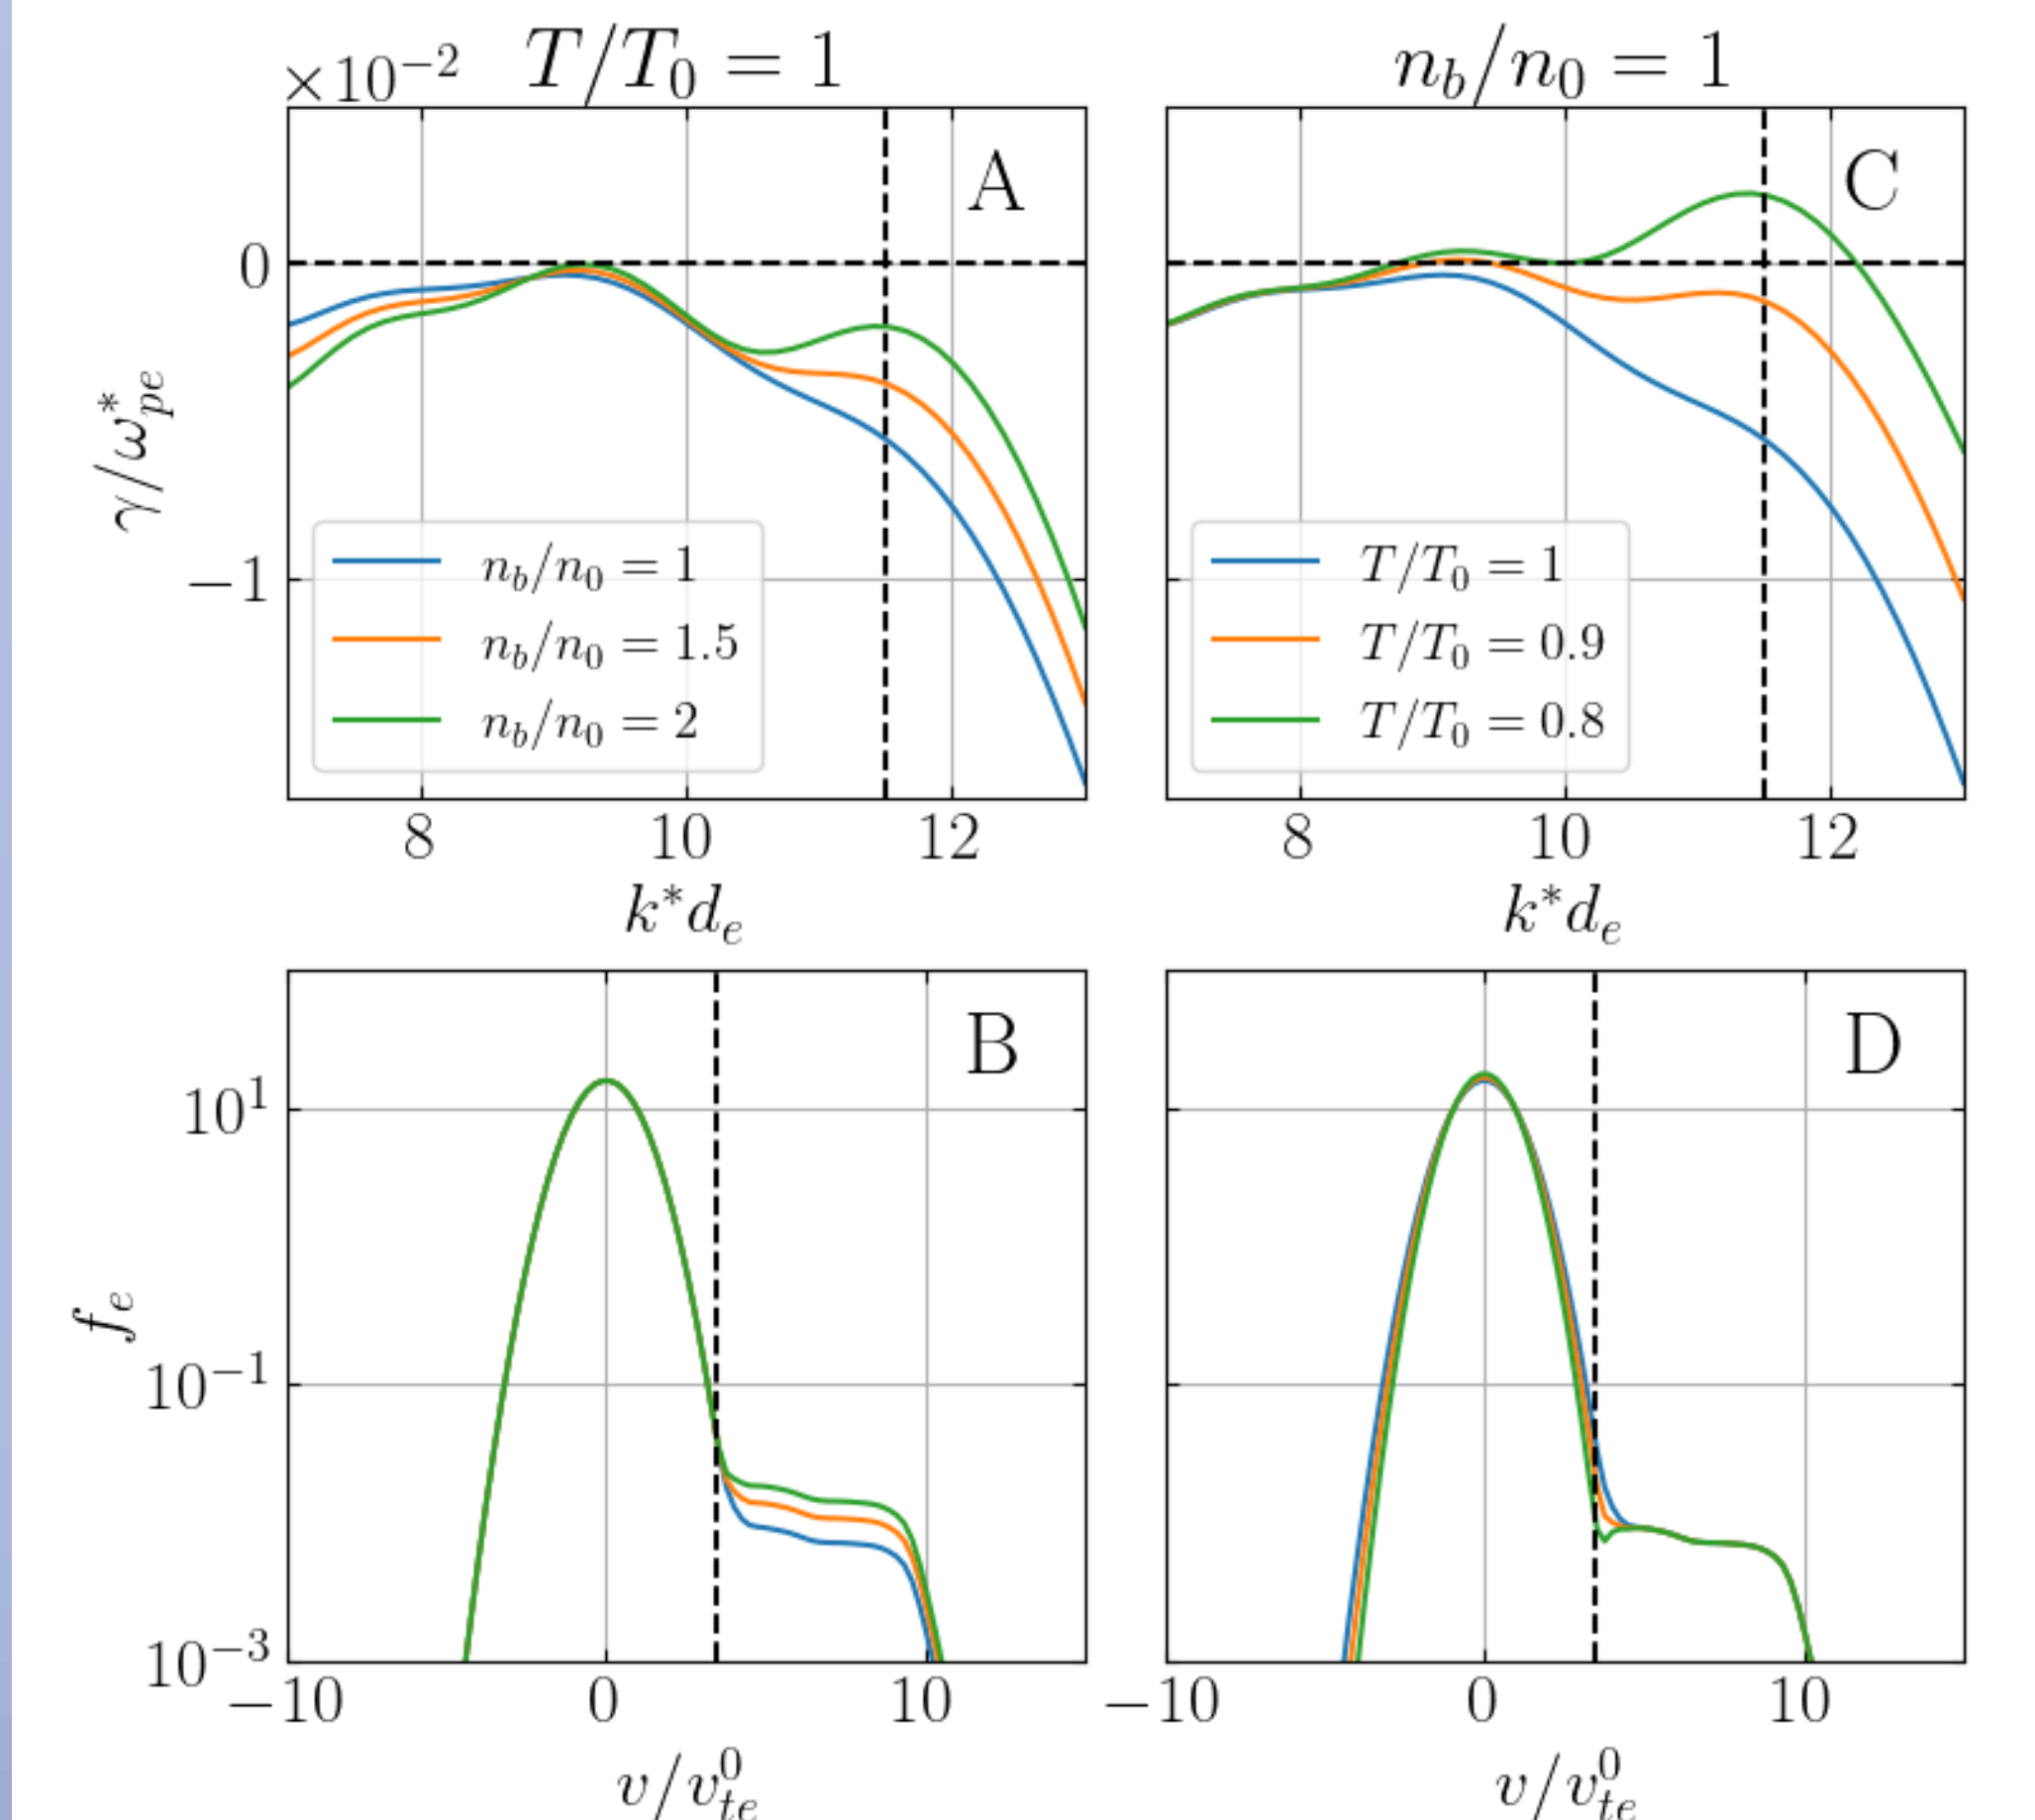 ×10⁻² T/T₀ = 1
n_b/n₀ = 1
A
C
0
−1
γ/ω*_pe
n_b/n₀ = 1
n_b/n₀ = 1.5
n_b/n₀ = 2
T/T₀ = 1
T/T₀ = 0.9
T/T₀ = 0.8
8 10 12
8 10 12
k*d_e
k*d_e
B
D
10¹
10⁻¹
10⁻³
f_e
−10 0 10
−10 0 10
v/v⁰_te
v/v⁰_te